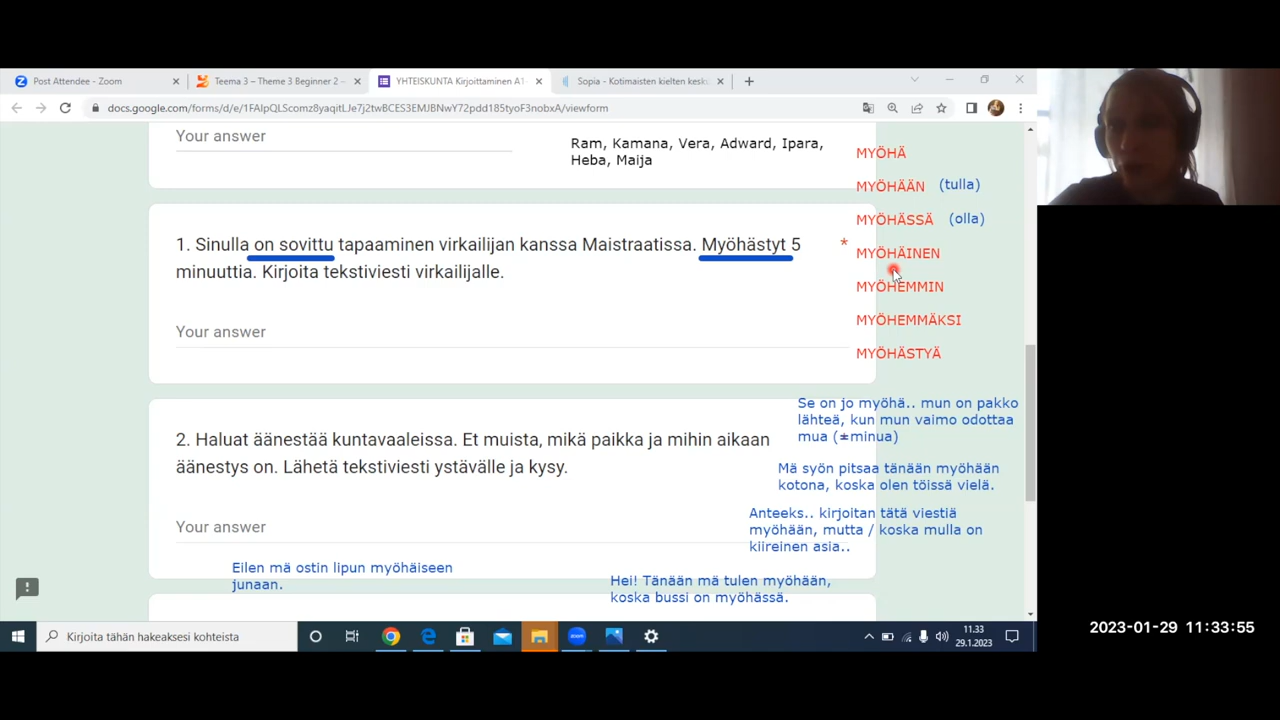 Post Attendee - Zoom
Teema 3 – Theme 3 Beginner 2 –
YHTEISKUNTA Kirjoittaminen A1
Sopia - Kotimaisten kielten kesku
docs.google.com/forms/d/e/1FAIpQLScomz8yaqitLJe7j2twBCES3EMJBNwY72pdd185tyoF3nobxA/viewform
Your answer
Ram, Kamana, Vera, Adward, Ipara,
Heba, Maija
MYÖHÄ
MYÖHÄÄN (tulla)
MYÖHÄSSÄ (olla)
MYÖHÄINEN
MYÖHEMMIN
MYÖHEMMÄKSI
MYÖHÄSTYÄ
1. Sinulla on sovittu tapaaminen virkailijan kanssa Maistraatissa. Myöhästyt 5 *
minuuttia. Kirjoita tekstiviesti virkailijalle.
Your answer
Se on jo myöhä.. mun on pakko
lähteä, kun mun vaimo odottaa
mua (=minua)
2. Haluat äänestää kuntavaaleissa. Et muista, mikä paikka ja mihin aikaan
äänestys on. Lähetä tekstiviesti ystävälle ja kysy.
Mä syön pitsaa tänään myöhään
kotona, koska olen töissä vielä.
Your answer
Anteeks.. kirjoitan tätä viestiä
myöhään, mutta / koska mulla on
kiireinen asia..
Eilen mä ostin lipun myöhäiseen
junaan.
Hei! Tänään mä tulen myöhään,
koska bussi on myöhässä.
Kirjoita tähän hakeaksesi kohteista
11.33
29.1.2023
2023-01-29 11:33:55